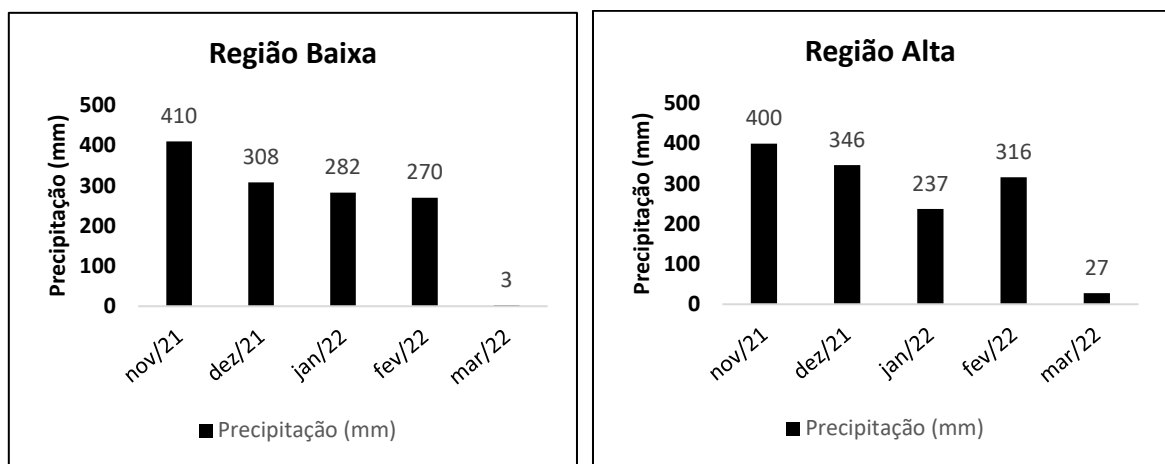 Região Baixa
Precipitação (mm)
500
400
300
200
100
0
410
308
282
270
3
nov/21
dez/21
jan/22
fev/22
mar/22
Precipitação (mm)
Região Alta
Precipitação (mm)
500
400
300
200
100
0
400
346
237
316
27
nov/21
dez/21
jan/22
fev/22
mar/22
Precipitação (mm)